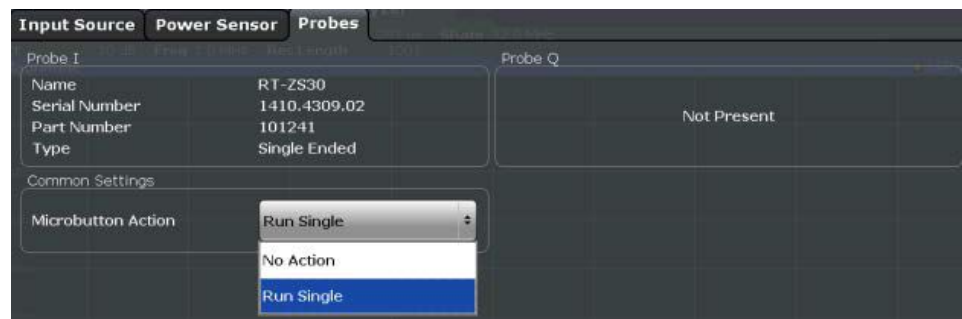 Input Source Power Sensor Probes
Probe I
Name RT-ZS30
Serial Number 1410.4309.02
Part Number 101241
Type Single Ended
Probe Q
Not Present
Common Settings
Microbutton Action Run Single
No Action
Run Single